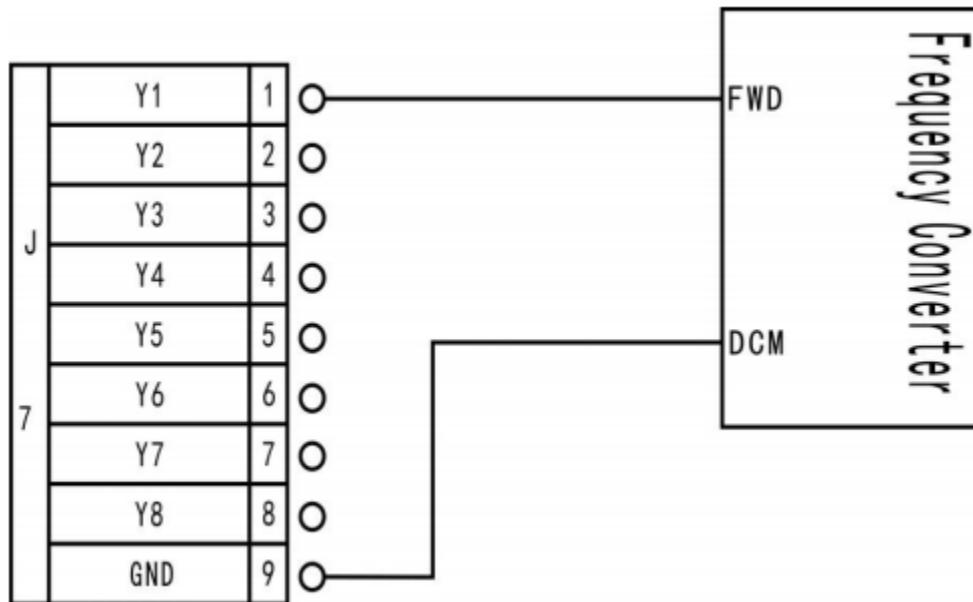 J7
Y1 1
Y2 2
Y3 3
Y4 4
Y5 5
Y6 6
Y7 7
Y8 8
GND 9
FWD
DCM
Frequency Converter